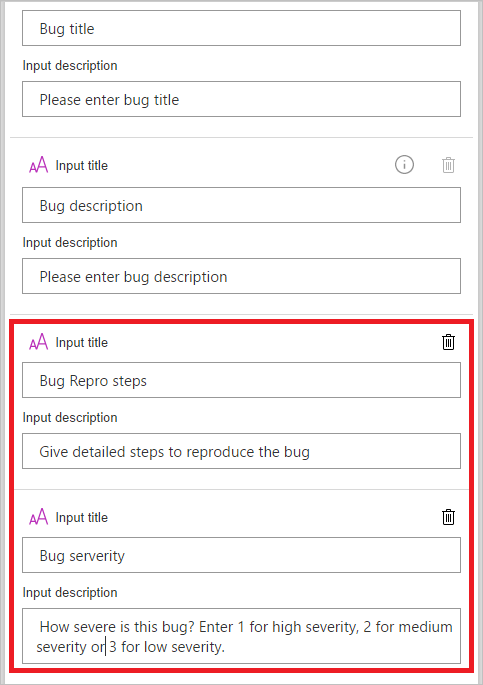 Bug title
Input description
Please enter bug title
Input title
Bug description
Input description
Please enter bug description
Input title
Bug Repro steps
Input description
Give detailed steps to reproduce the bug
Input title
Bug serverity
Input description
How severe is this bug? Enter 1 for high severity, 2 for medium
severity or 3 for low severity.